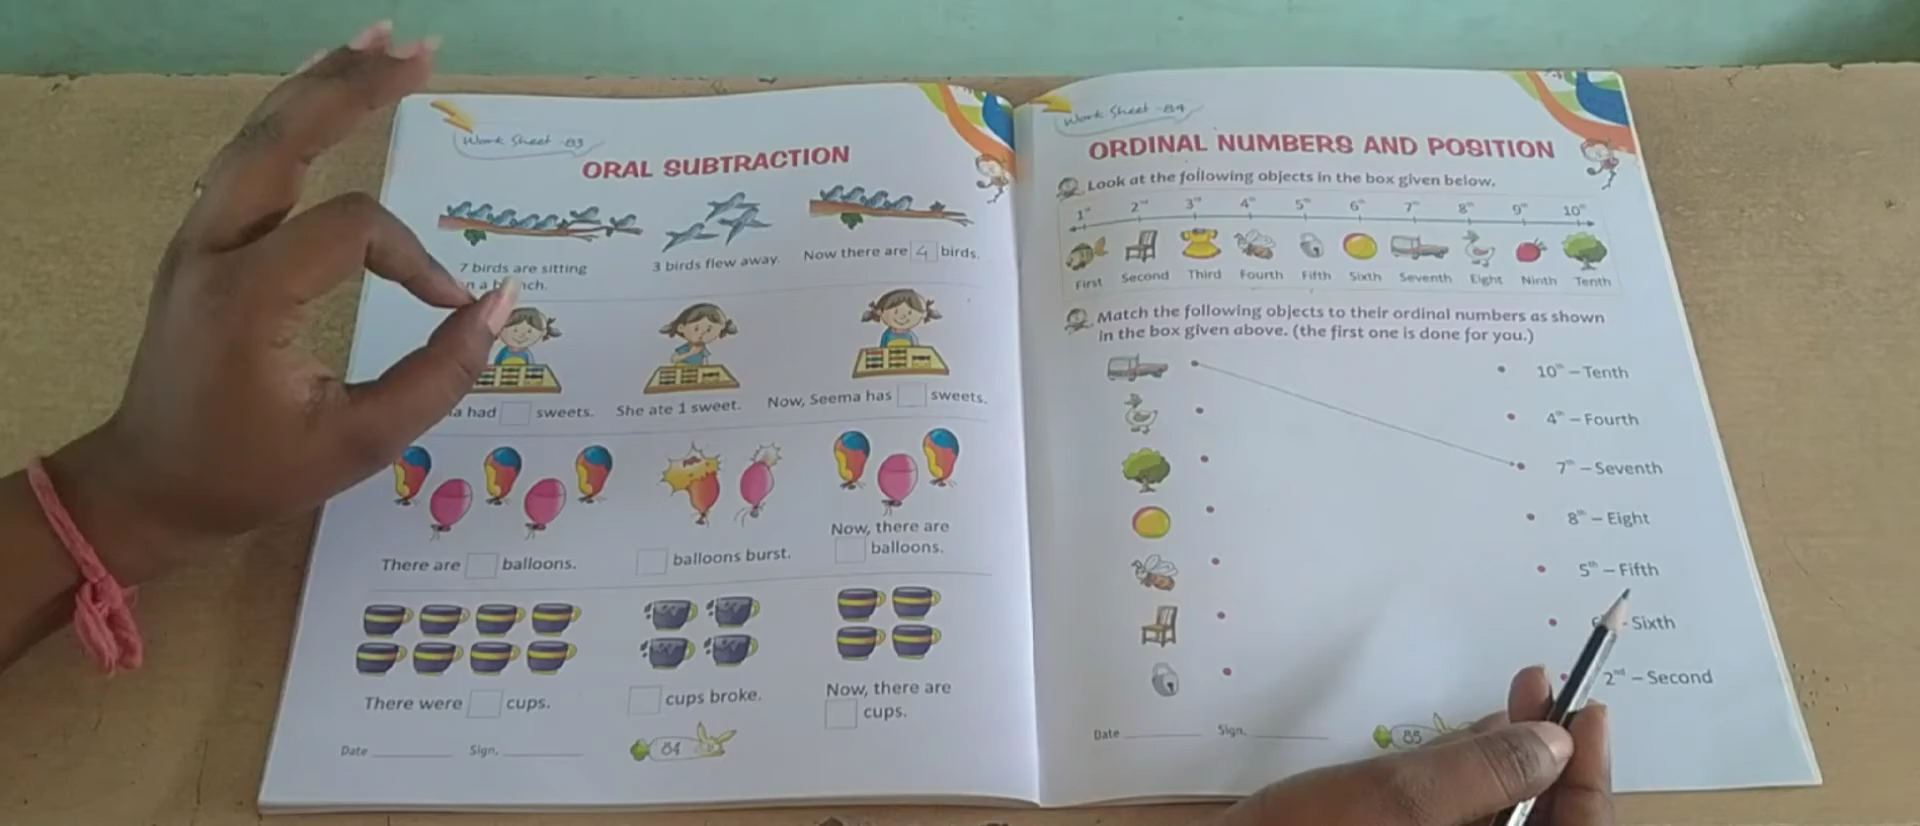 Work Sheet -83
ORAL SUBTRACTION
7 birds are sitting
3 birds flew away.
Now there are 4 birds.
had sweets.
She ate 1 sweet.
Now, Seema has sweets.
There are balloons.
balloons burst.
Now, there are
balloons.
There were cups.
cups broke.
Now, there are
cups.
Date Sign.
84
Work Sheet -84
ORDINAL NUMBERS AND POSITION
Look at the following objects in the box given below.
1st 2nd 3rd 4th 5th 6th 7th 8th 9th 10th
First Second Third Fourth Fifth Sixth Seventh Eight Ninth Tenth
Match the following objects to their ordinal numbers as shown
in the box given above. (the first one is done for you.)
10th – Tenth
4th – Fourth
7th – Seventh
8th – Eight
5th – Fifth
- Sixth
2nd – Second
Date Sign.
85